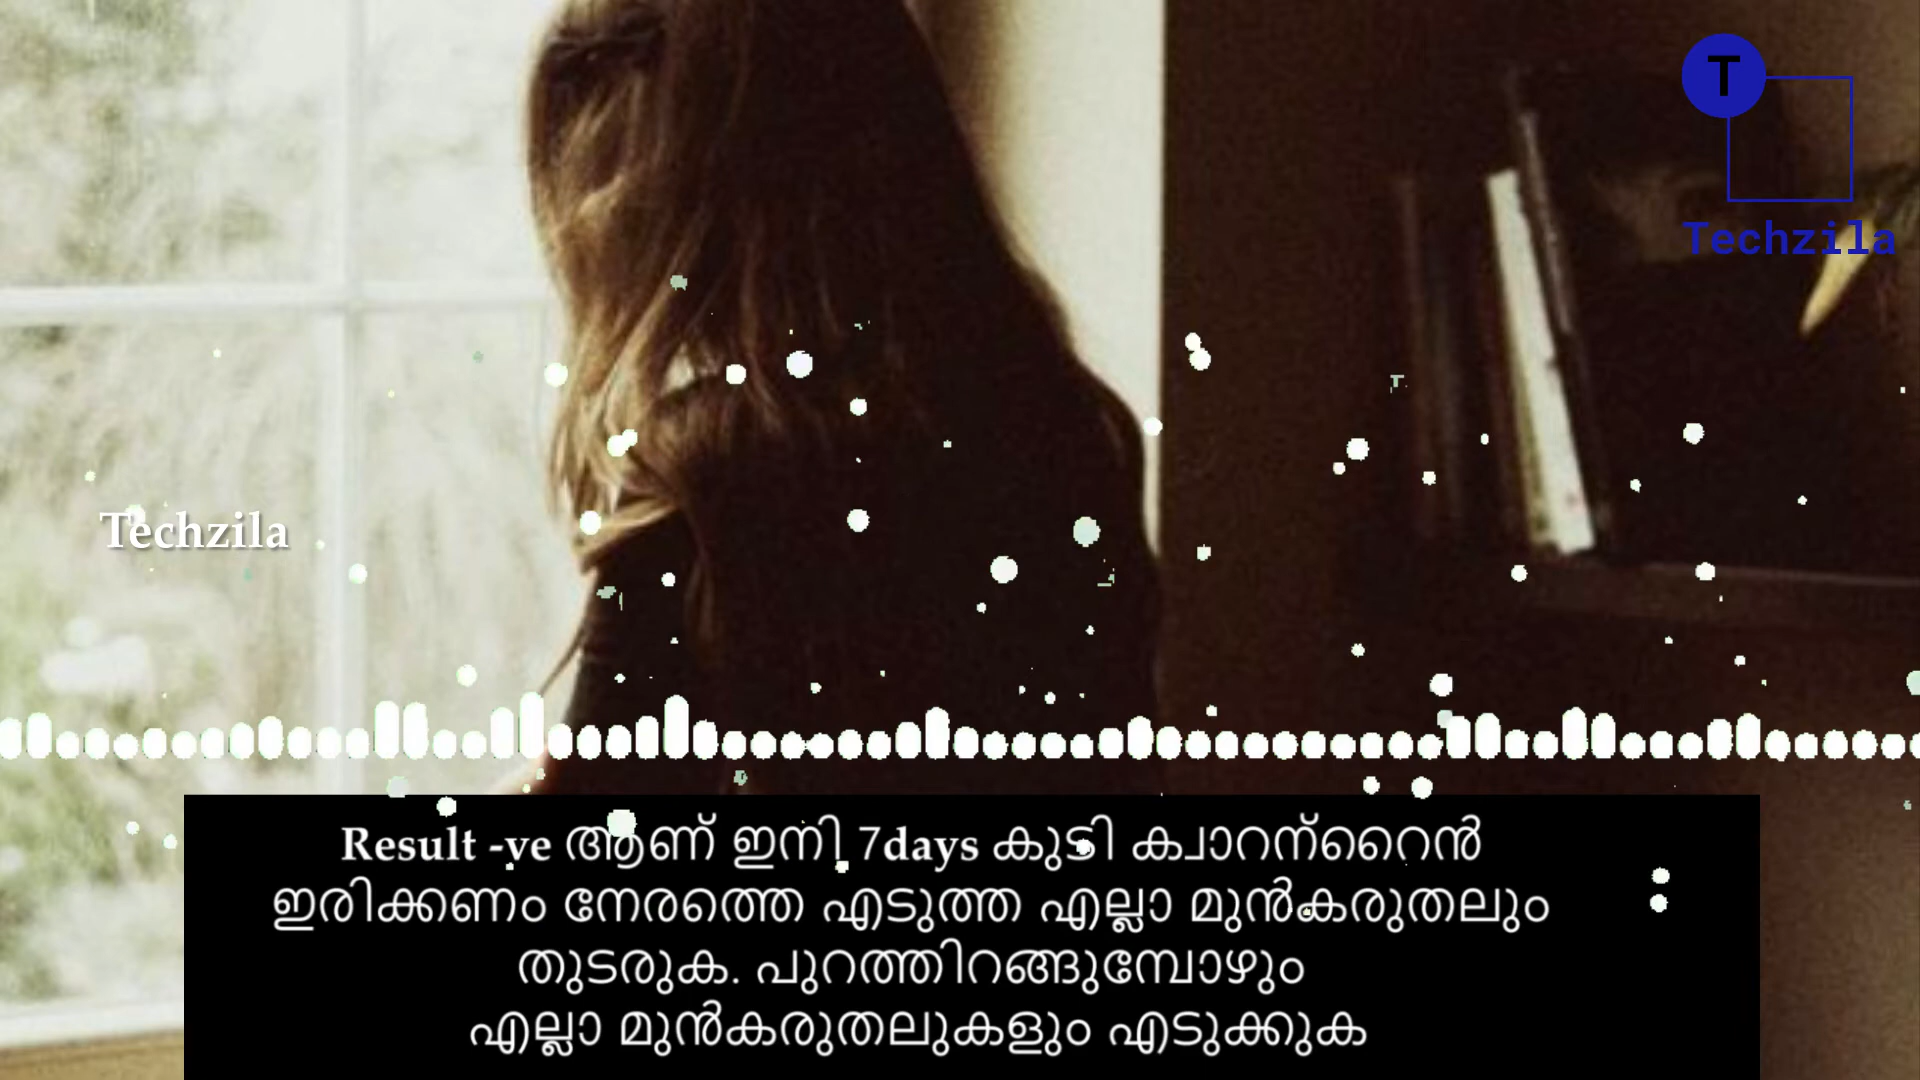 T
Techzila
Techzila
Result -ve ആണ് ഇനി 7days കുടി ക്വാറന്റൈൻ
ഇരിക്കണം നേരത്തെ എടുത്ത എല്ലാ മുൻകരുതലും
തുടരുക. പുറത്തിറങ്ങുമ്പോഴും
എല്ലാ മുൻകരുതലുകളും എടുക്കുക